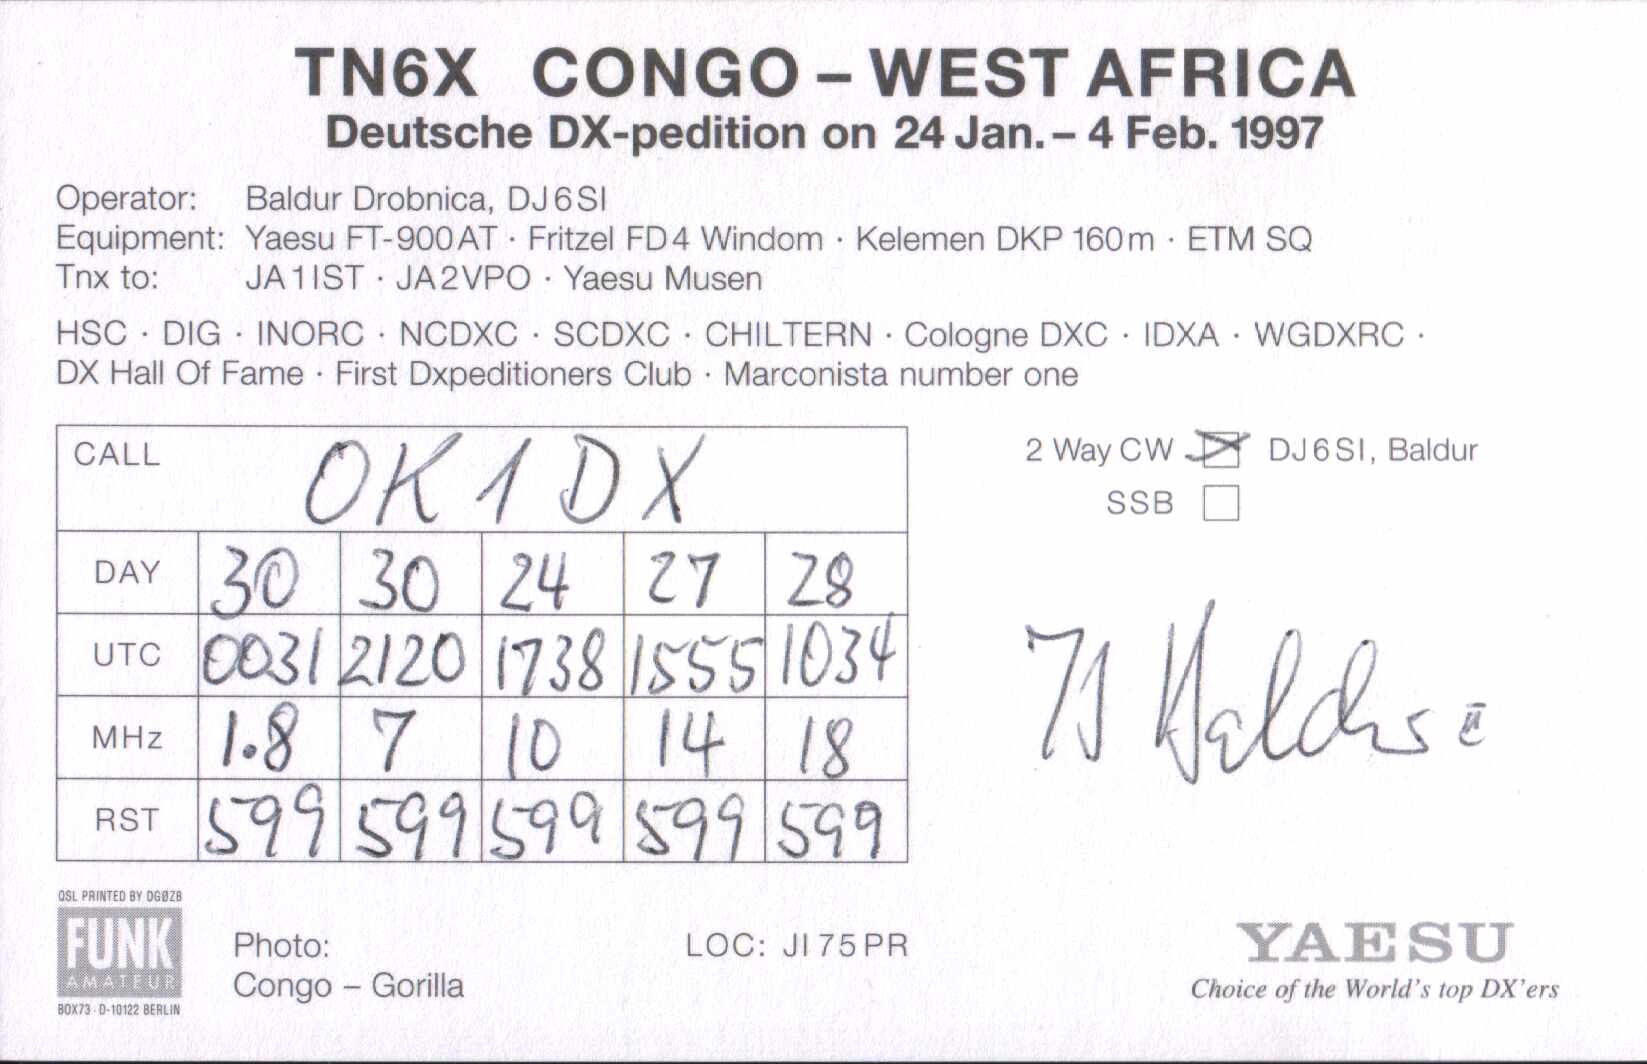 TN6X CONGO – WEST AFRICA
Deutsche DX-pedition on 24 Jan. – 4 Feb. 1997
Operator: Baldur Drobnica, DJ6SI
Equipment: Yaesu FT-900AT · Fritzel FD4 Windom · Kelemen DKP 160m · ETM SQ
Tnx to: JA1IST · JA2VPO · Yaesu Musen
HSC · DIG · INORC · NCDXC · SCDXC · CHILTERN · Cologne DXC · IDXA · WGDXRC ·
DX Hall Of Fame · First Dxpeditioners Club · Marconista number one
CALL OK1DX
DAY 30 30 24 27 28
UTC 0031 2120 1738 1555 1034
MHz 1.8 7 10 14 18
RST 599 599 599 599 599
2 Way CW DJ6SI, Baldur
SSB
Baldur
QSL PRINTED BY DGØZB
FUNK
AMATEUR
BOX73 · D-10122 BERLIN
Photo:
Congo – Gorilla
LOC: JI75PR
YAESU
Choice of the World's top DX'ers